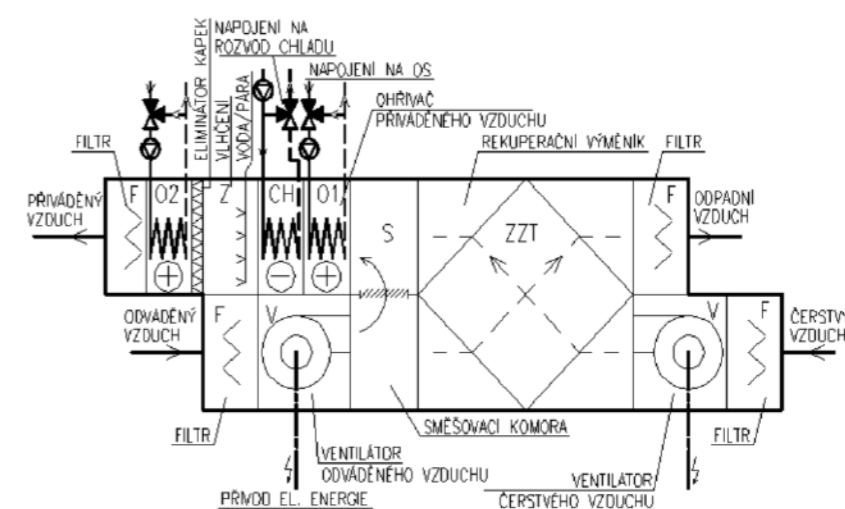 ELIMINÁTOR KAPEK
VLHČENÍ
VODA/PÁRA
NAPOJENÍ NA
ROZVOD CHLADU
NAPOJENÍ NA OS
OHŘÍVAČ
PŘIVÁDĚNÉHO VZDUCHU
FILTR
REKUPERAČNÍ VÝMĚNÍK
FILTR
PŘIVÁDĚNÝ
VZDUCH
F
O2
Z
CH
O1
S
ZZT
F
ODPADNÍ
VZDUCH
ODVÁDĚNÝ
VZDUCH
F
V
V
F
ČERSTVÝ
VZDUCH
FILTR
SMĚŠOVACÍ KOMORA
FILTR
VENTILÁTOR
ODVÁDĚNÉHO VZDUCHU
VENTILÁTOR
ČERSTVÉHO VZDUCHU
PŘÍVOD EL. ENERGIE